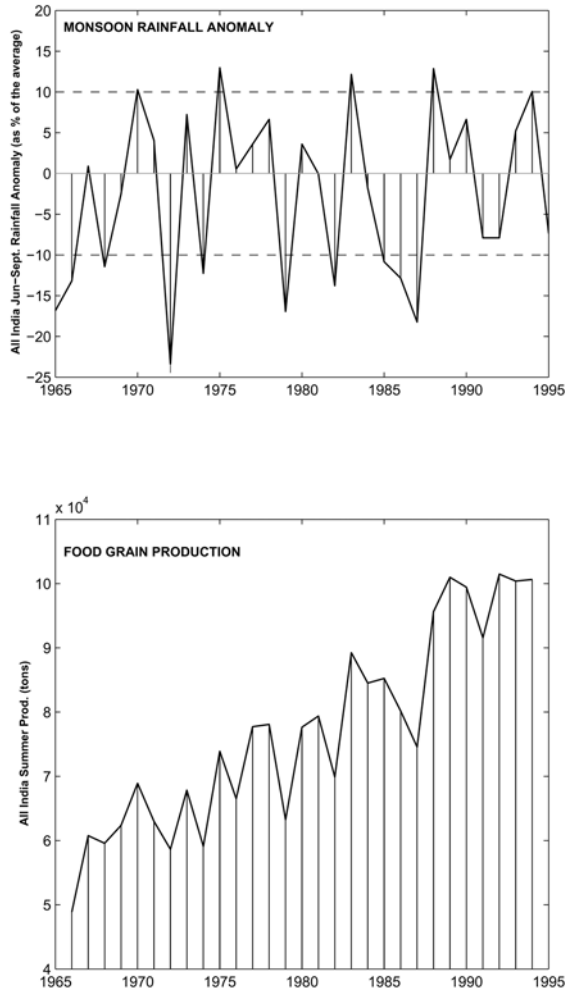 MONSOON RAINFALL ANOMALY
All India Jun–Sept. Rainfall Anomaly (as % of the average)
20
15
10
5
0
−5
−10
−15
−20
−25
1965 1970 1975 1980 1985 1990 1995
x 10⁴
FOOD GRAIN PRODUCTION
All India Summer Prod. (tons)
11
10
9
8
7
6
5
4
1965 1970 1975 1980 1985 1990 1995